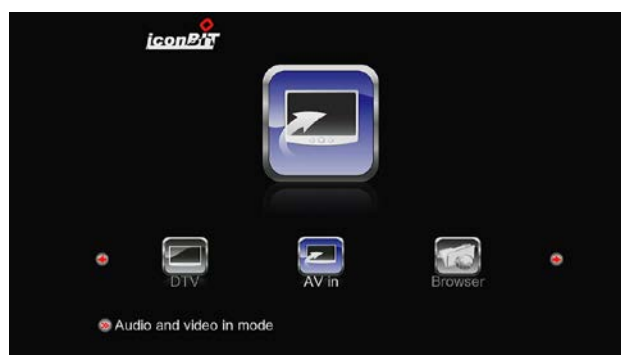 iconBIT
DTV
AV in
Browser
Audio and video in mode